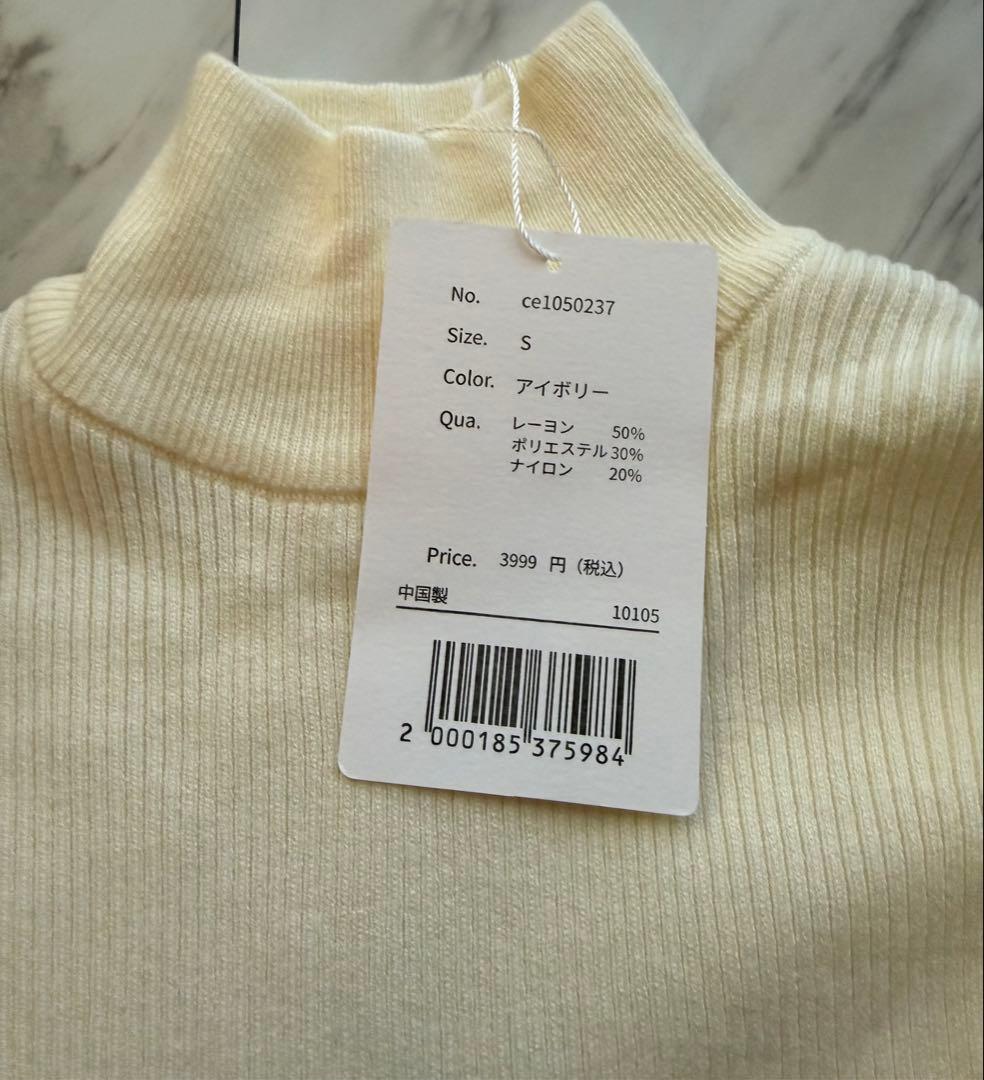 No. ce1050237
Size. S
Color. アイボリー
Qua. レーヨン 50%
ポリエステル 30%
ナイロン 20%
Price. 3999 円（税込）
中国製 10105
2 000185 375984